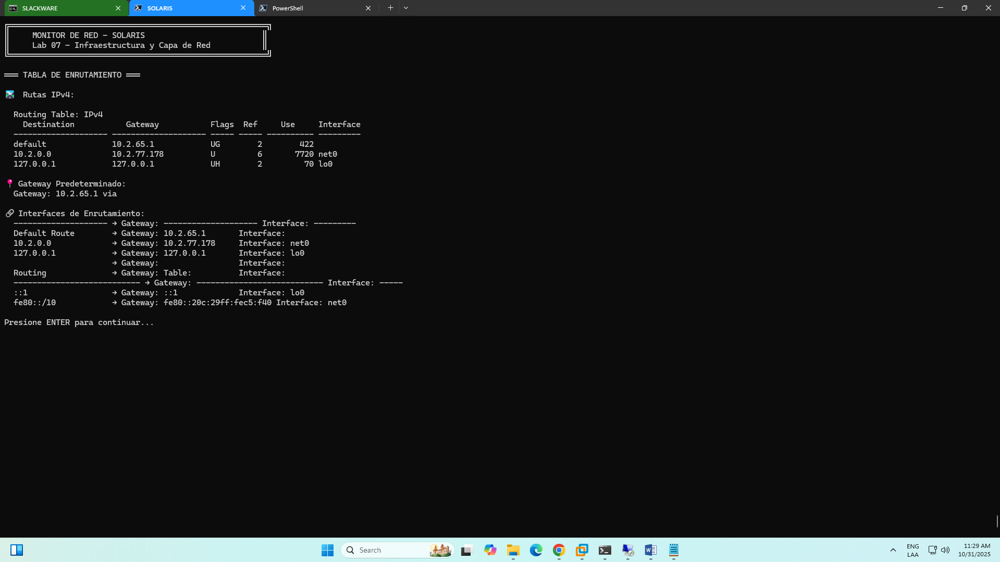 SLACKWARE
SOLARIS
PowerShell
MONITOR DE RED - SOLARIS
Lab 07 - Infraestructura y Capa de Red
═══ TABLA DE ENRUTAMIENTO ═══
Rutas IPv4:
Routing Table: IPv4
Destination Gateway Flags Ref Use Interface
-------------------- -------------------- ----- ----- ---------- ---------
default 10.2.65.1 UG 2 422
10.2.0.0 10.2.77.178 U 6 7720 net0
127.0.0.1 127.0.0.1 UH 2 70 lo0
Gateway Predeterminado:
Gateway: 10.2.65.1 via
Interfaces de Enrutamiento:
-------------------- → Gateway: -------------------- Interface: ---------
Default Route → Gateway: 10.2.65.1 Interface:
10.2.0.0 → Gateway: 10.2.77.178 Interface: net0
127.0.0.1 → Gateway: 127.0.0.1 Interface: lo0
→ Gateway: Interface:
Routing → Gateway: Table: Interface:
--------------------------- → Gateway: --------------------------- Interface: -----
::1 → Gateway: ::1 Interface: lo0
fe80::/10 → Gateway: fe80::20c:29ff:fec5:f40 Interface: net0
Presione ENTER para continuar...
Search
ENG
LAA
11:29 AM
10/31/2025